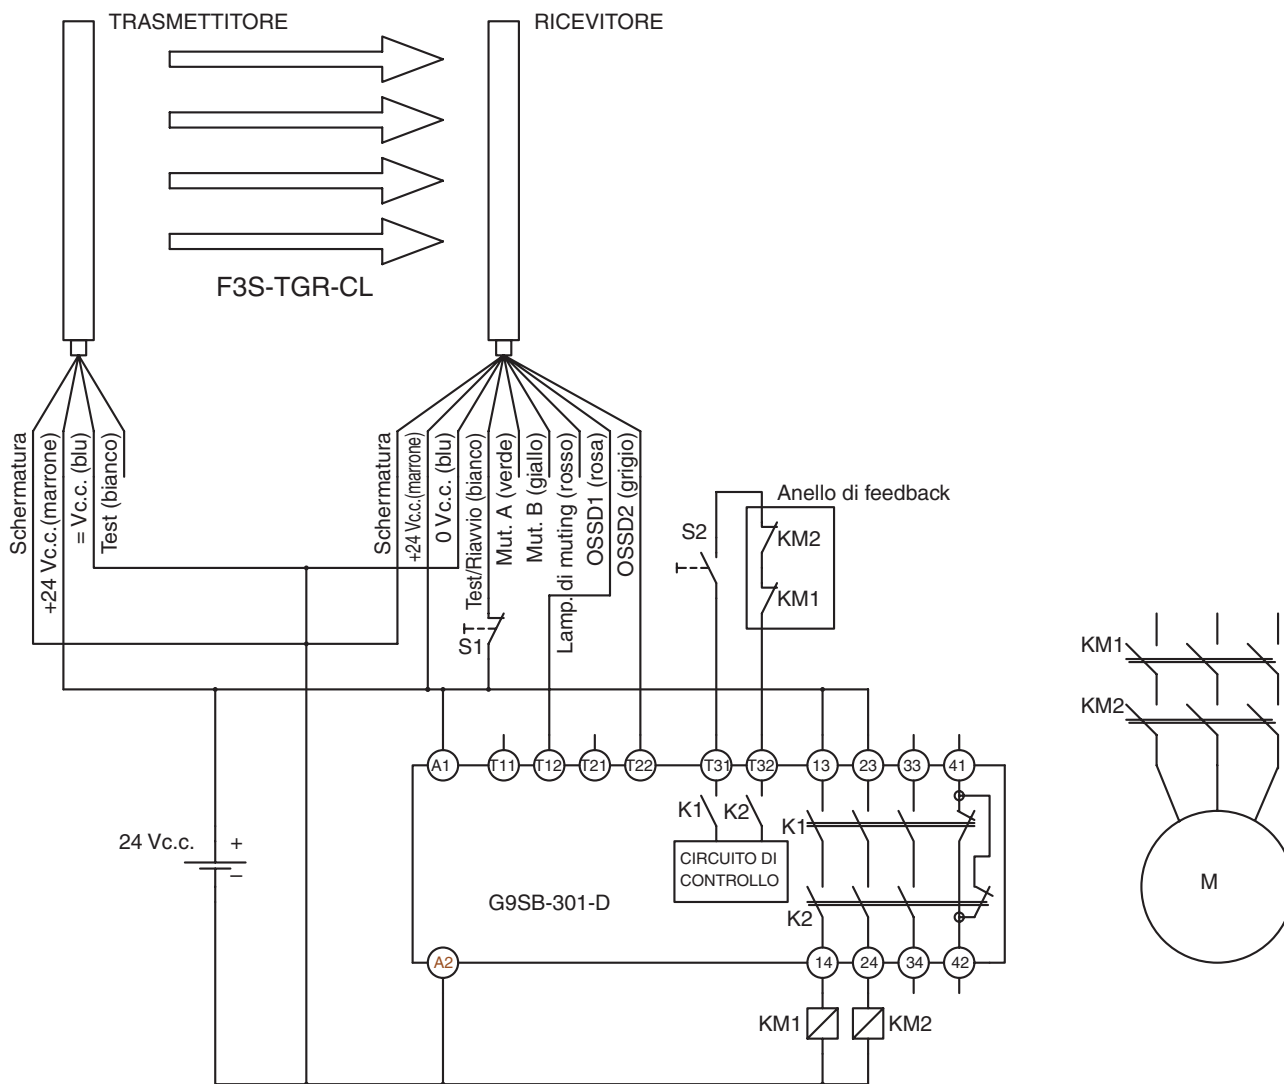 TRASMETTITORE
RICEVITORE
F3S-TGR-CL
Schermatura
+24 Vc.c.(marrone)
= Vc.c. (blu)
Test (bianco)
Schermatura
+24 Vc.c.(marrone)
0 Vc.c. (blu)
Test/Riavvio (bianco)
Mut. A (verde)
Mut. B (giallo)
Lamp. di muting (rosso)
OSSD1 (rosa)
OSSD2 (grigio)
Anello di feedback
S2
KM2
KM1
S1
KM1
KM2
M
A1
T11
T12
T21
T22
T31
T32
13
23
33
41
K1
K2
K1
CIRCUITO DI
CONTROLLO
24 Vc.c.
+
–
G9SB-301-D
K2
A2
14
24
34
42
KM1
KM2